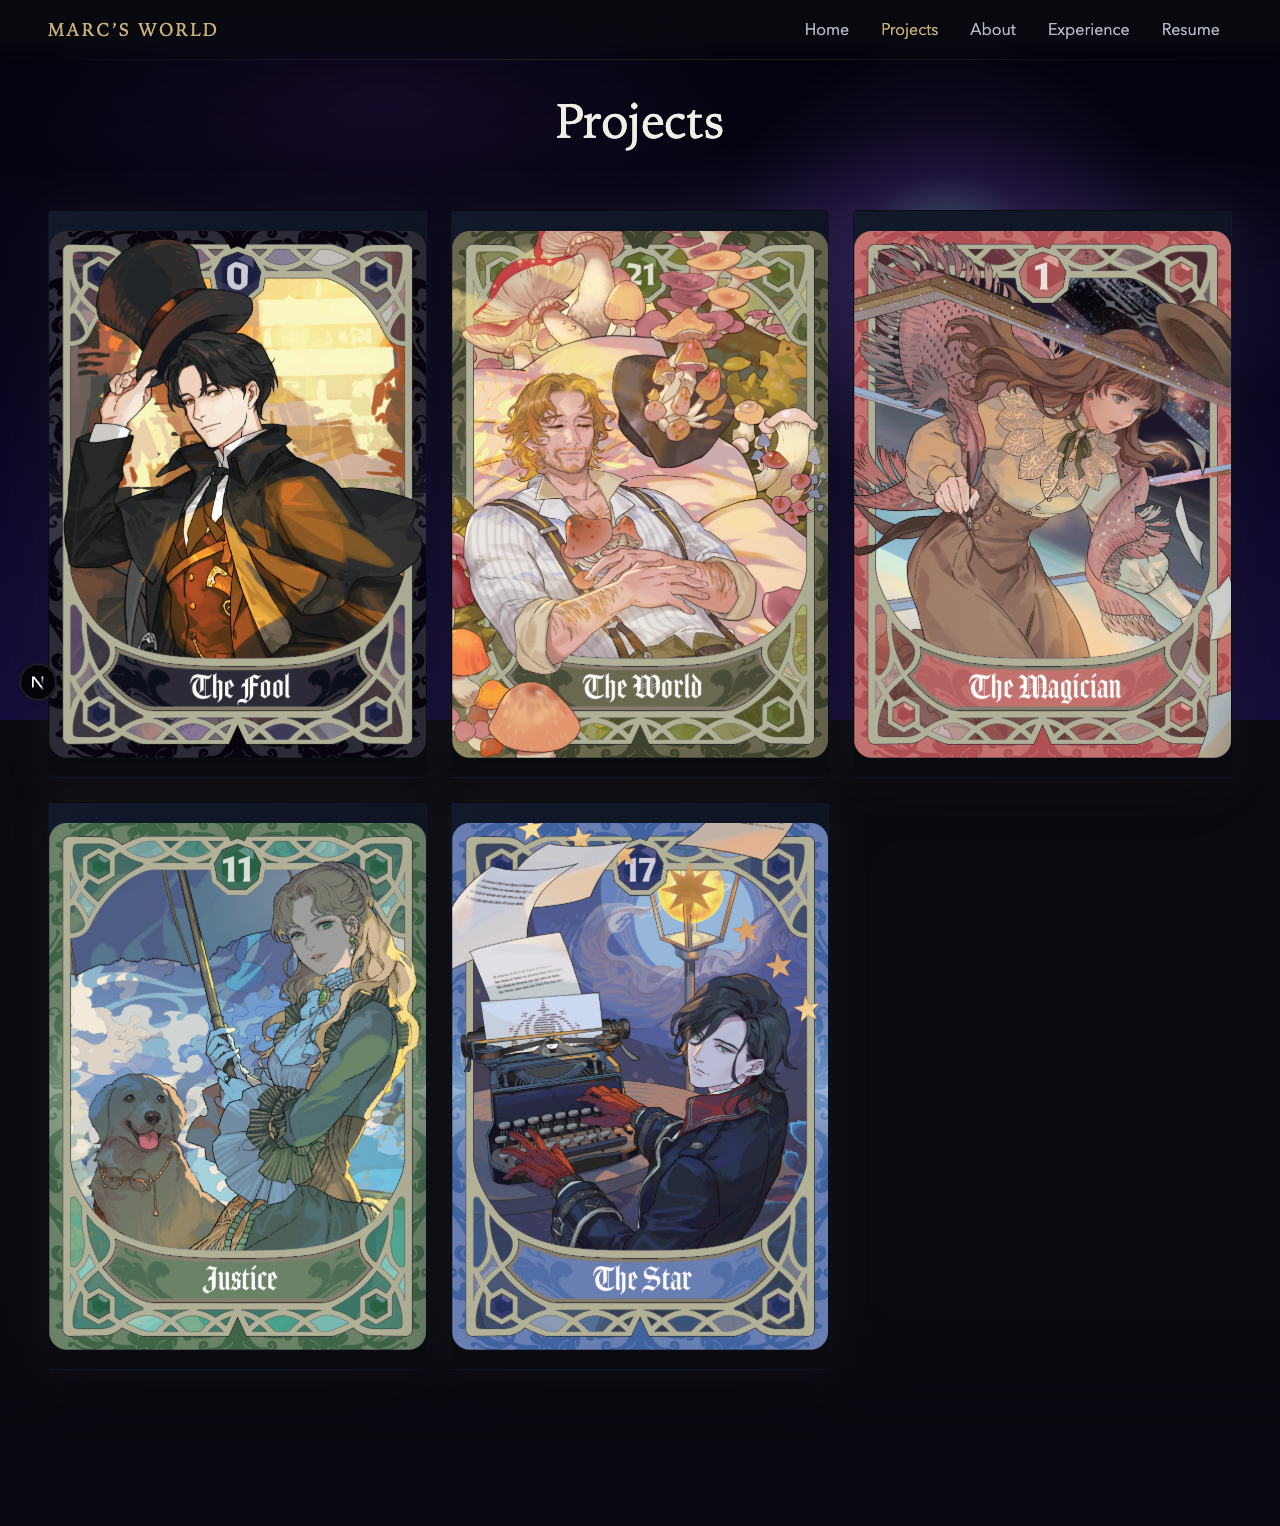 MARC’S WORLD
Home Projects About Experience Resume
Projects
0
21
1
The Fool
The World
The Magician
N
11
17
Justice
The Star